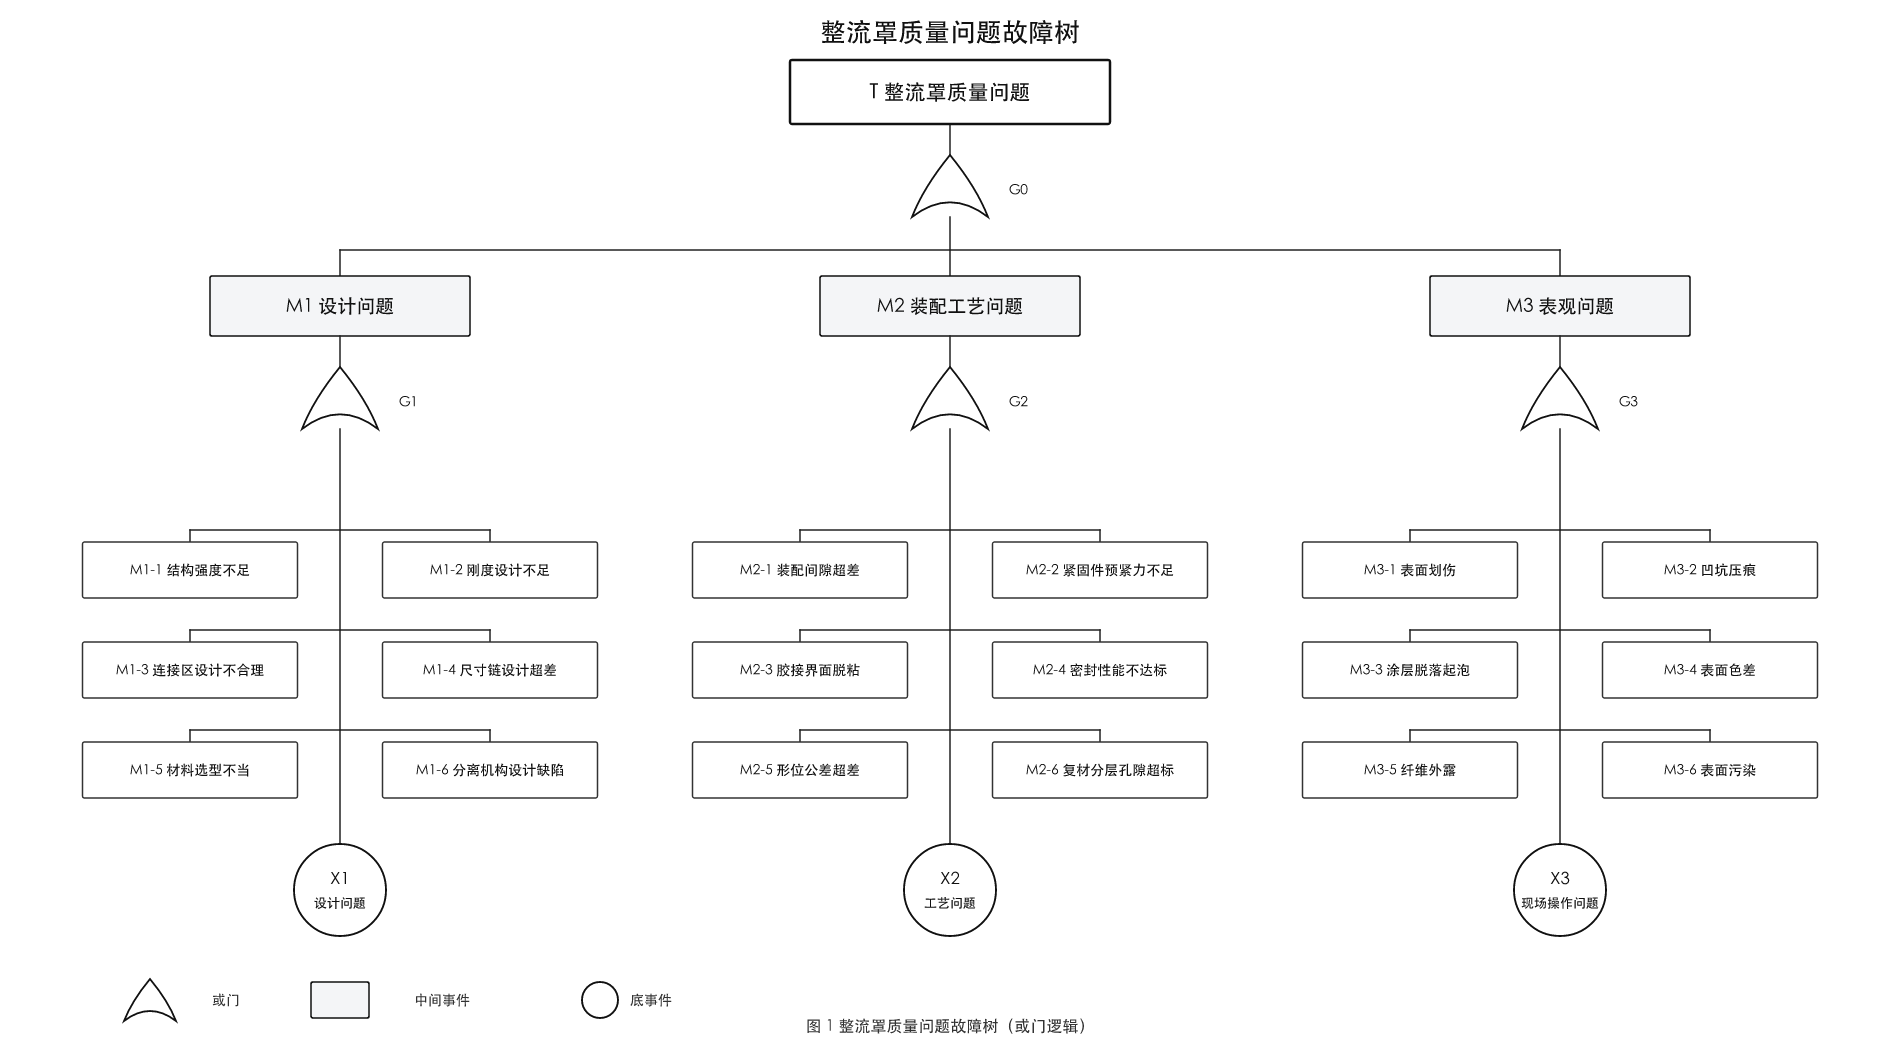 整流罩质量问题故障树
T 整流罩质量问题
G0
M1 设计问题
M2 装配工艺问题
M3 表观问题
G1
G2
G3
M1-1 结构强度不足
M1-2 刚度设计不足
M2-1 装配间隙超差
M2-2 紧固件预紧力不足
M3-1 表面划伤
M3-2 凹坑压痕
M1-3 连接区设计不合理
M1-4 尺寸链设计超差
M2-3 胶接界面脱粘
M2-4 密封性能不达标
M3-3 涂层脱落起泡
M3-4 表面色差
M1-5 材料选型不当
M1-6 分离机构设计缺陷
M2-5 形位公差超差
M2-6 复材分层孔隙超标
M3-5 纤维外露
M3-6 表面污染
X1
设计问题
X2
工艺问题
X3
现场操作问题
或门
中间事件
底事件
图 1 整流罩质量问题故障树（或门逻辑）